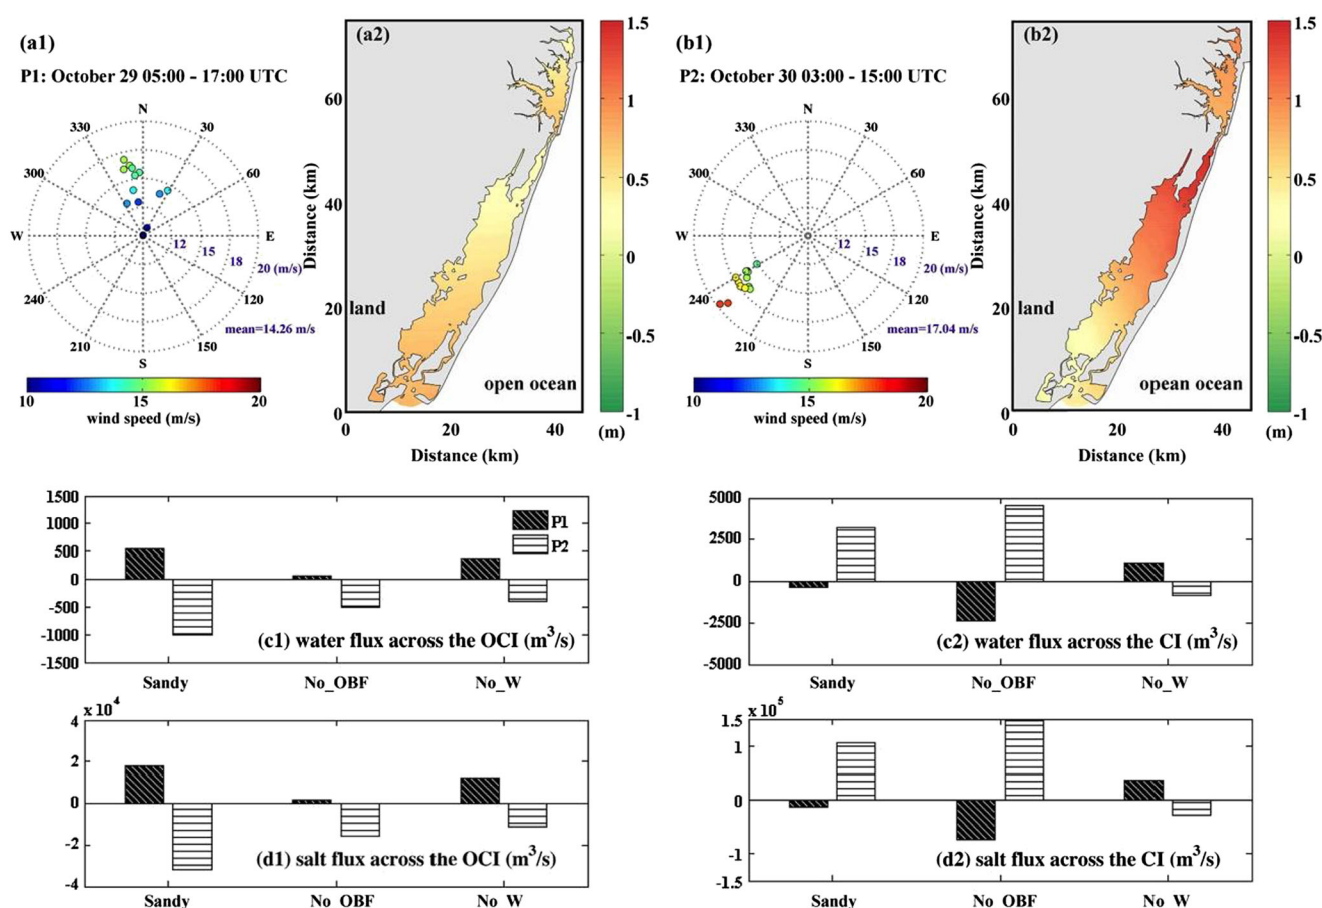 (a1)
P1: October 29 05:00 - 17:00 UTC
N
330
30
300
60
W
E
12
15
18
20 (m/s)
240
120
mean=14.26 m/s
210
150
S
10
15
20
wind speed (m/s)
(a2)
60
40
20
0
Distance (km)
land
open ocean
0
20
40
Distance (km)
1.5
1
0.5
0
-0.5
-1
(m)
(b1)
P2: October 30 03:00 - 15:00 UTC
N
330
30
300
60
W
E
12
15
18
20 (m/s)
240
120
mean=17.04 m/s
210
150
S
10
15
20
wind speed (m/s)
(b2)
60
40
20
0
Distance (km)
land
opean ocean
0
20
40
Distance (km)
1.5
1
0.5
0
-0.5
-1
(m)
1500
1000
500
0
-500
-1000
-1500
P1
P2
(c1) water flux across the OCI (m³/s)
Sandy
No_OBF
No_W
5000
2500
0
-2500
-5000
(c2) water flux across the CI (m³/s)
Sandy
No_OBF
No_W
x 10⁴
4
2
0
-2
-4
(d1) salt flux across the OCI (m³/s)
Sandy
No_OBF
No_W
x 10⁵
1.5
1
0
-1
-1.5
(d2) salt flux across the CI (m³/s)
Sandy
No_OBF
No_W